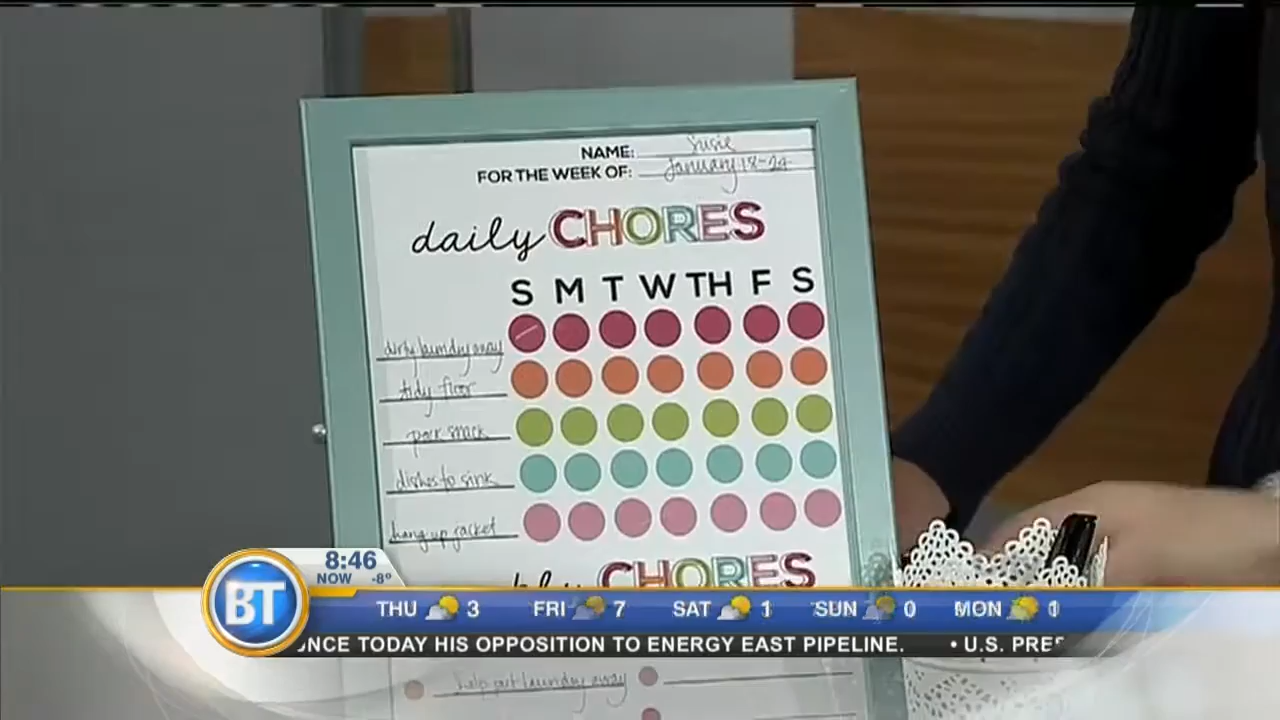 NAME: Susie
FOR THE WEEK OF: January 18-24
daily CHORES
S M T W TH F S
dirty laundry away
tidy floor
pack snack
dishes to sink
hang up jacket
CHORES
8:46
NOW -8°
BT
THU 3 FRI 7 SAT 1 SUN 0 MON 1
TODAY HIS OPPOSITION TO ENERGY EAST PIPELINE. • U.S.
help put laundry away